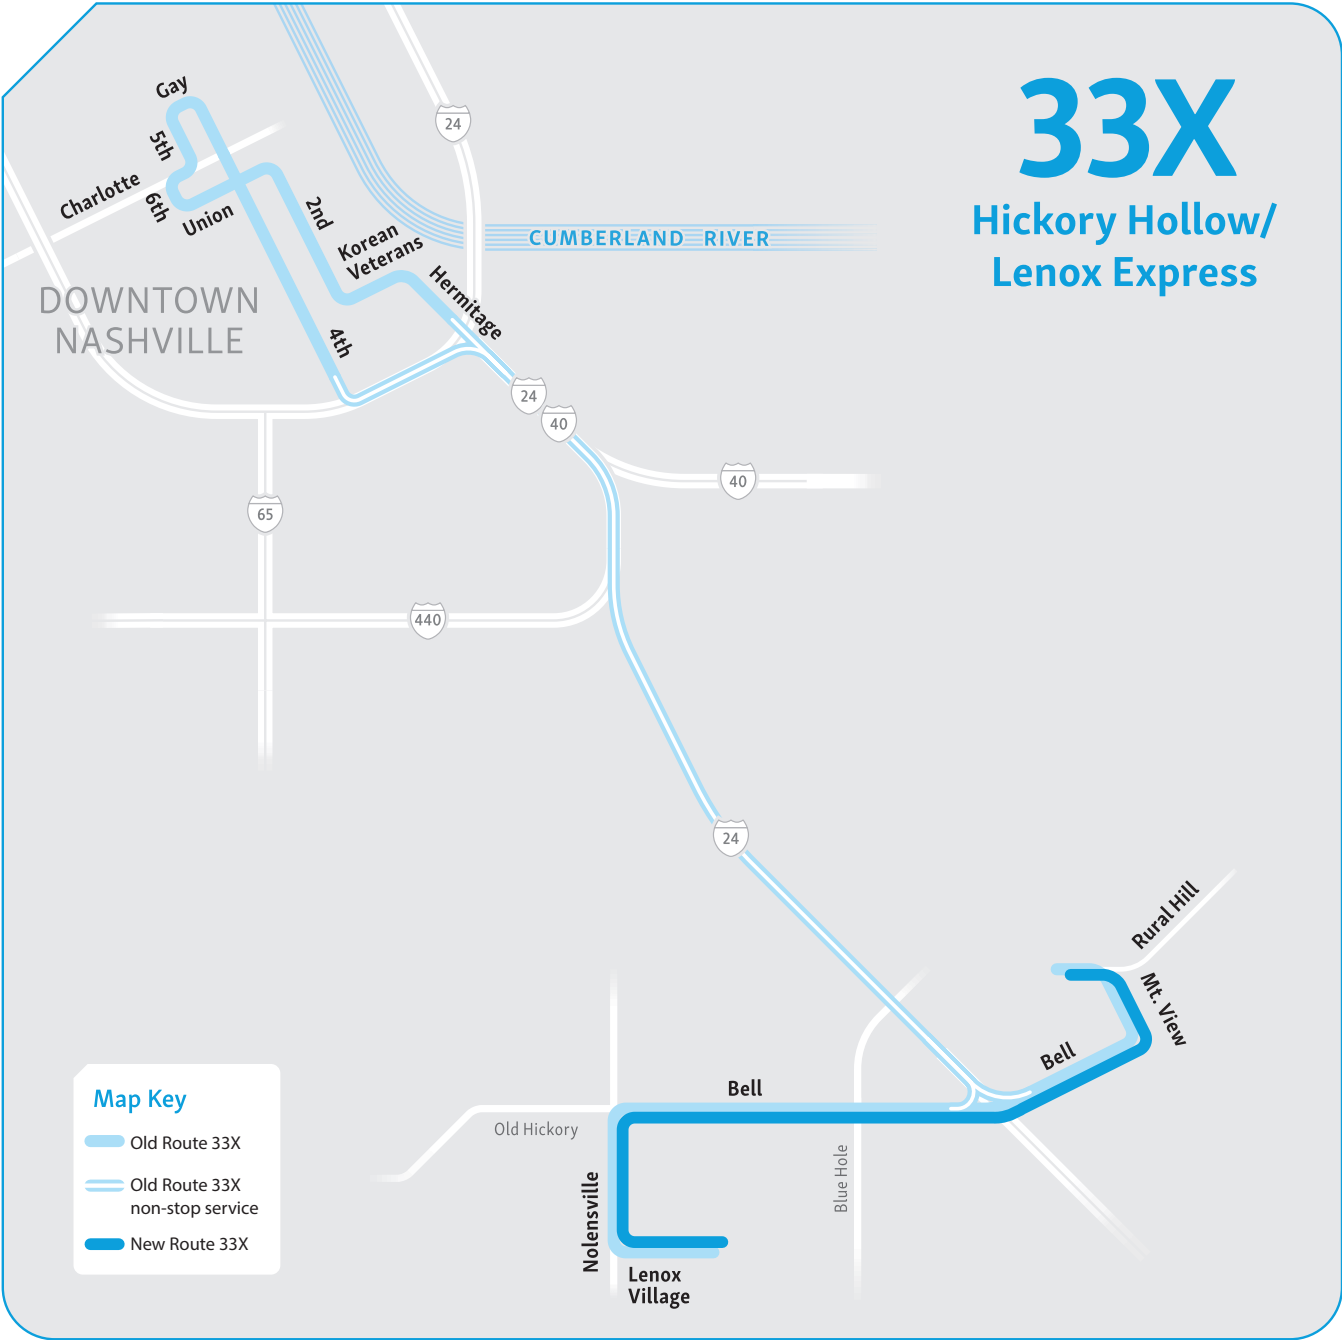 33X
Hickory Hollow/
Lenox Express
Gay
5th
24
Charlotte
6th
Union
2nd
Korean
Veterans
CUMBERLAND RIVER
Hermitage
DOWNTOWN
NASHVILLE
4th
24
40
40
65
440
24
Rural Hill
Mt. View
Bell
Bell
Old Hickory
Blue Hole
Nolensville
Lenox
Village
Map Key
Old Route 33X
Old Route 33X
non-stop service
New Route 33X